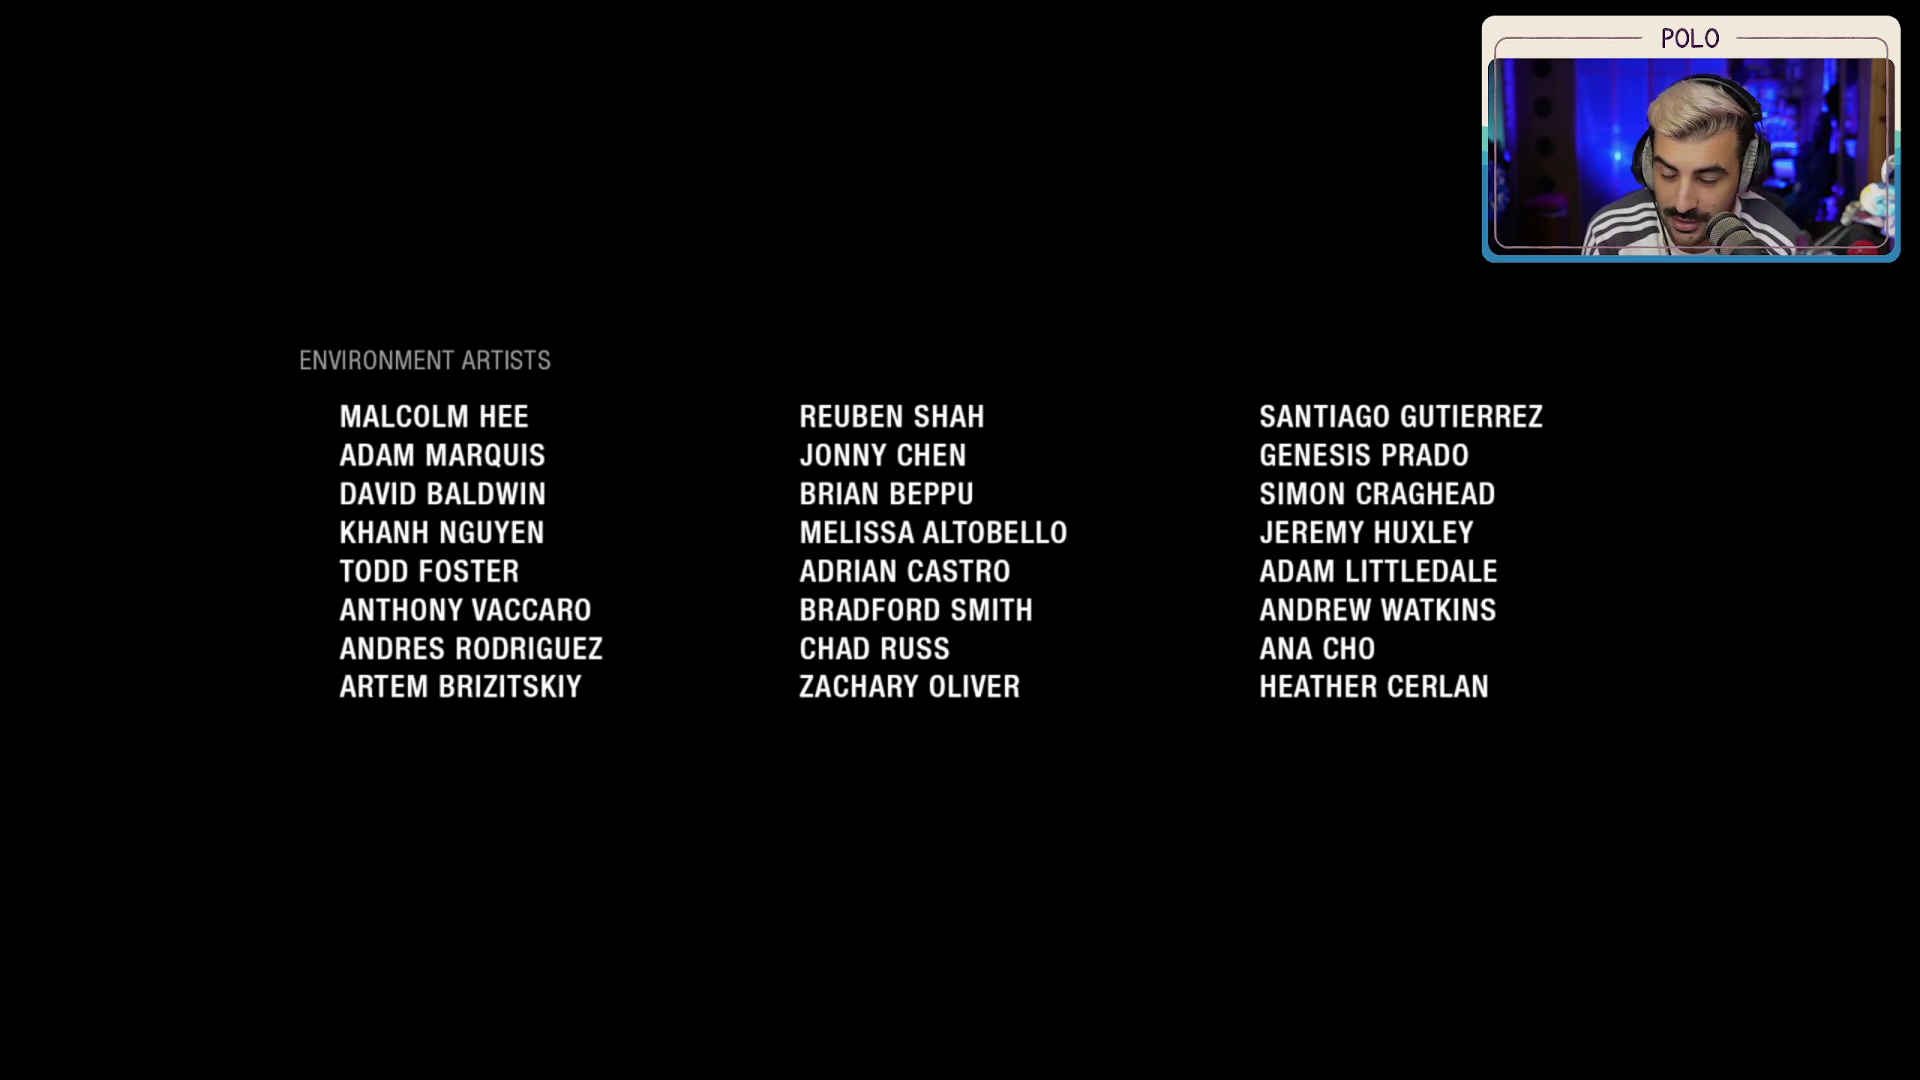 POLO
ENVIRONMENT ARTISTS
MALCOLM HEE
ADAM MARQUIS
DAVID BALDWIN
KHANH NGUYEN
TODD FOSTER
ANTHONY VACCARO
ANDRES RODRIGUEZ
ARTEM BRIZITSKIY
REUBEN SHAH
JONNY CHEN
BRIAN BEPPU
MELISSA ALTOBELLO
ADRIAN CASTRO
BRADFORD SMITH
CHAD RUSS
ZACHARY OLIVER
SANTIAGO GUTIERREZ
GENESIS PRADO
SIMON CRAGHEAD
JEREMY HUXLEY
ADAM LITTLEDALE
ANDREW WATKINS
ANA CHO
HEATHER CERLAN